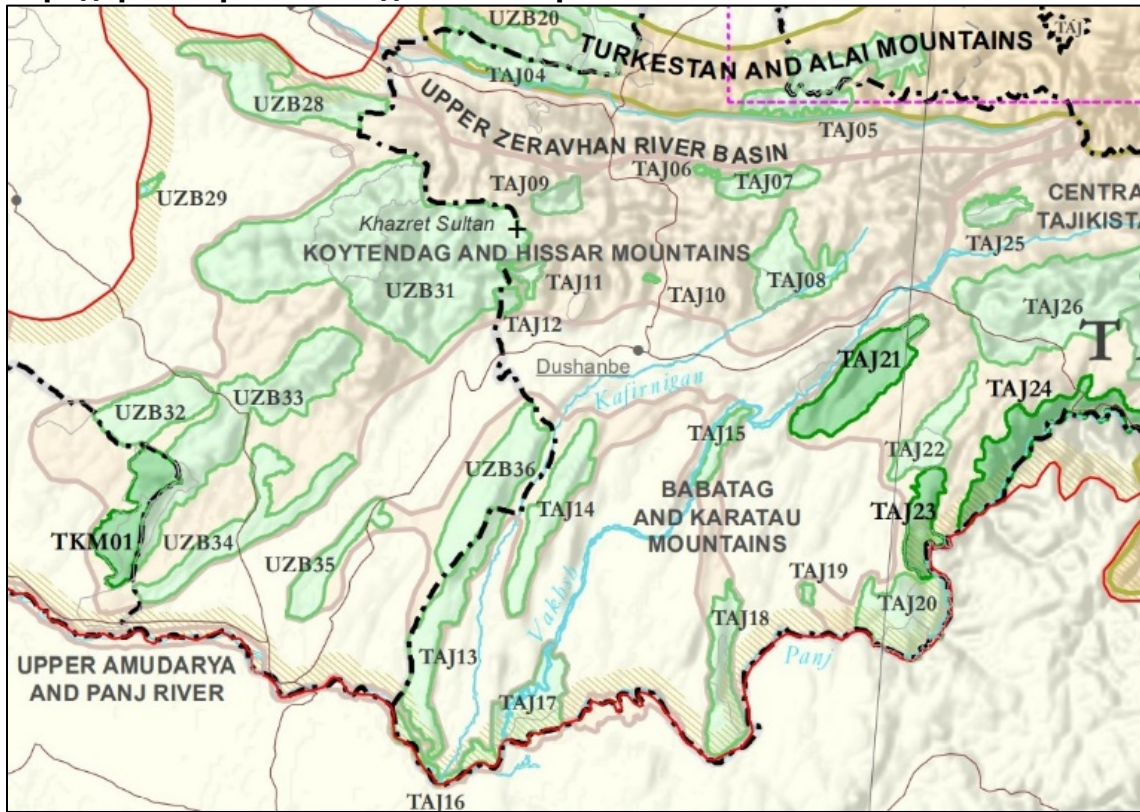 UZB20
TURKESTAN AND ALAI MOUNTAINS
TAJ
TAJ04
UZB28
TAJ05
UPPER ZERAVHAN RIVER BASIN
TAJ06
TAJ07
TAJ09
UZB29
CENTRA
TAJIKISTA
Khazret Sultan
KOYTENDAG AND HISSAR MOUNTAINS
TAJ25
TAJ11
TAJ08
TAJ10
UZB31
TAJ26
TAJ12
T
Dushanbe
TAJ21
Kafirnigan
TAJ24
UZB33
UZB32
TAJ15
TAJ22
UZB36
BABATAG
AND KARATAU
MOUNTAINS
TAJ14
TAJ23
TKM01
UZB34
UZB35
TAJ19
TAJ20
TAJ18
Vakhsh
TAJ13
Panj
UPPER AMUDARYA
AND PANJ RIVER
TAJ17
TAJ16